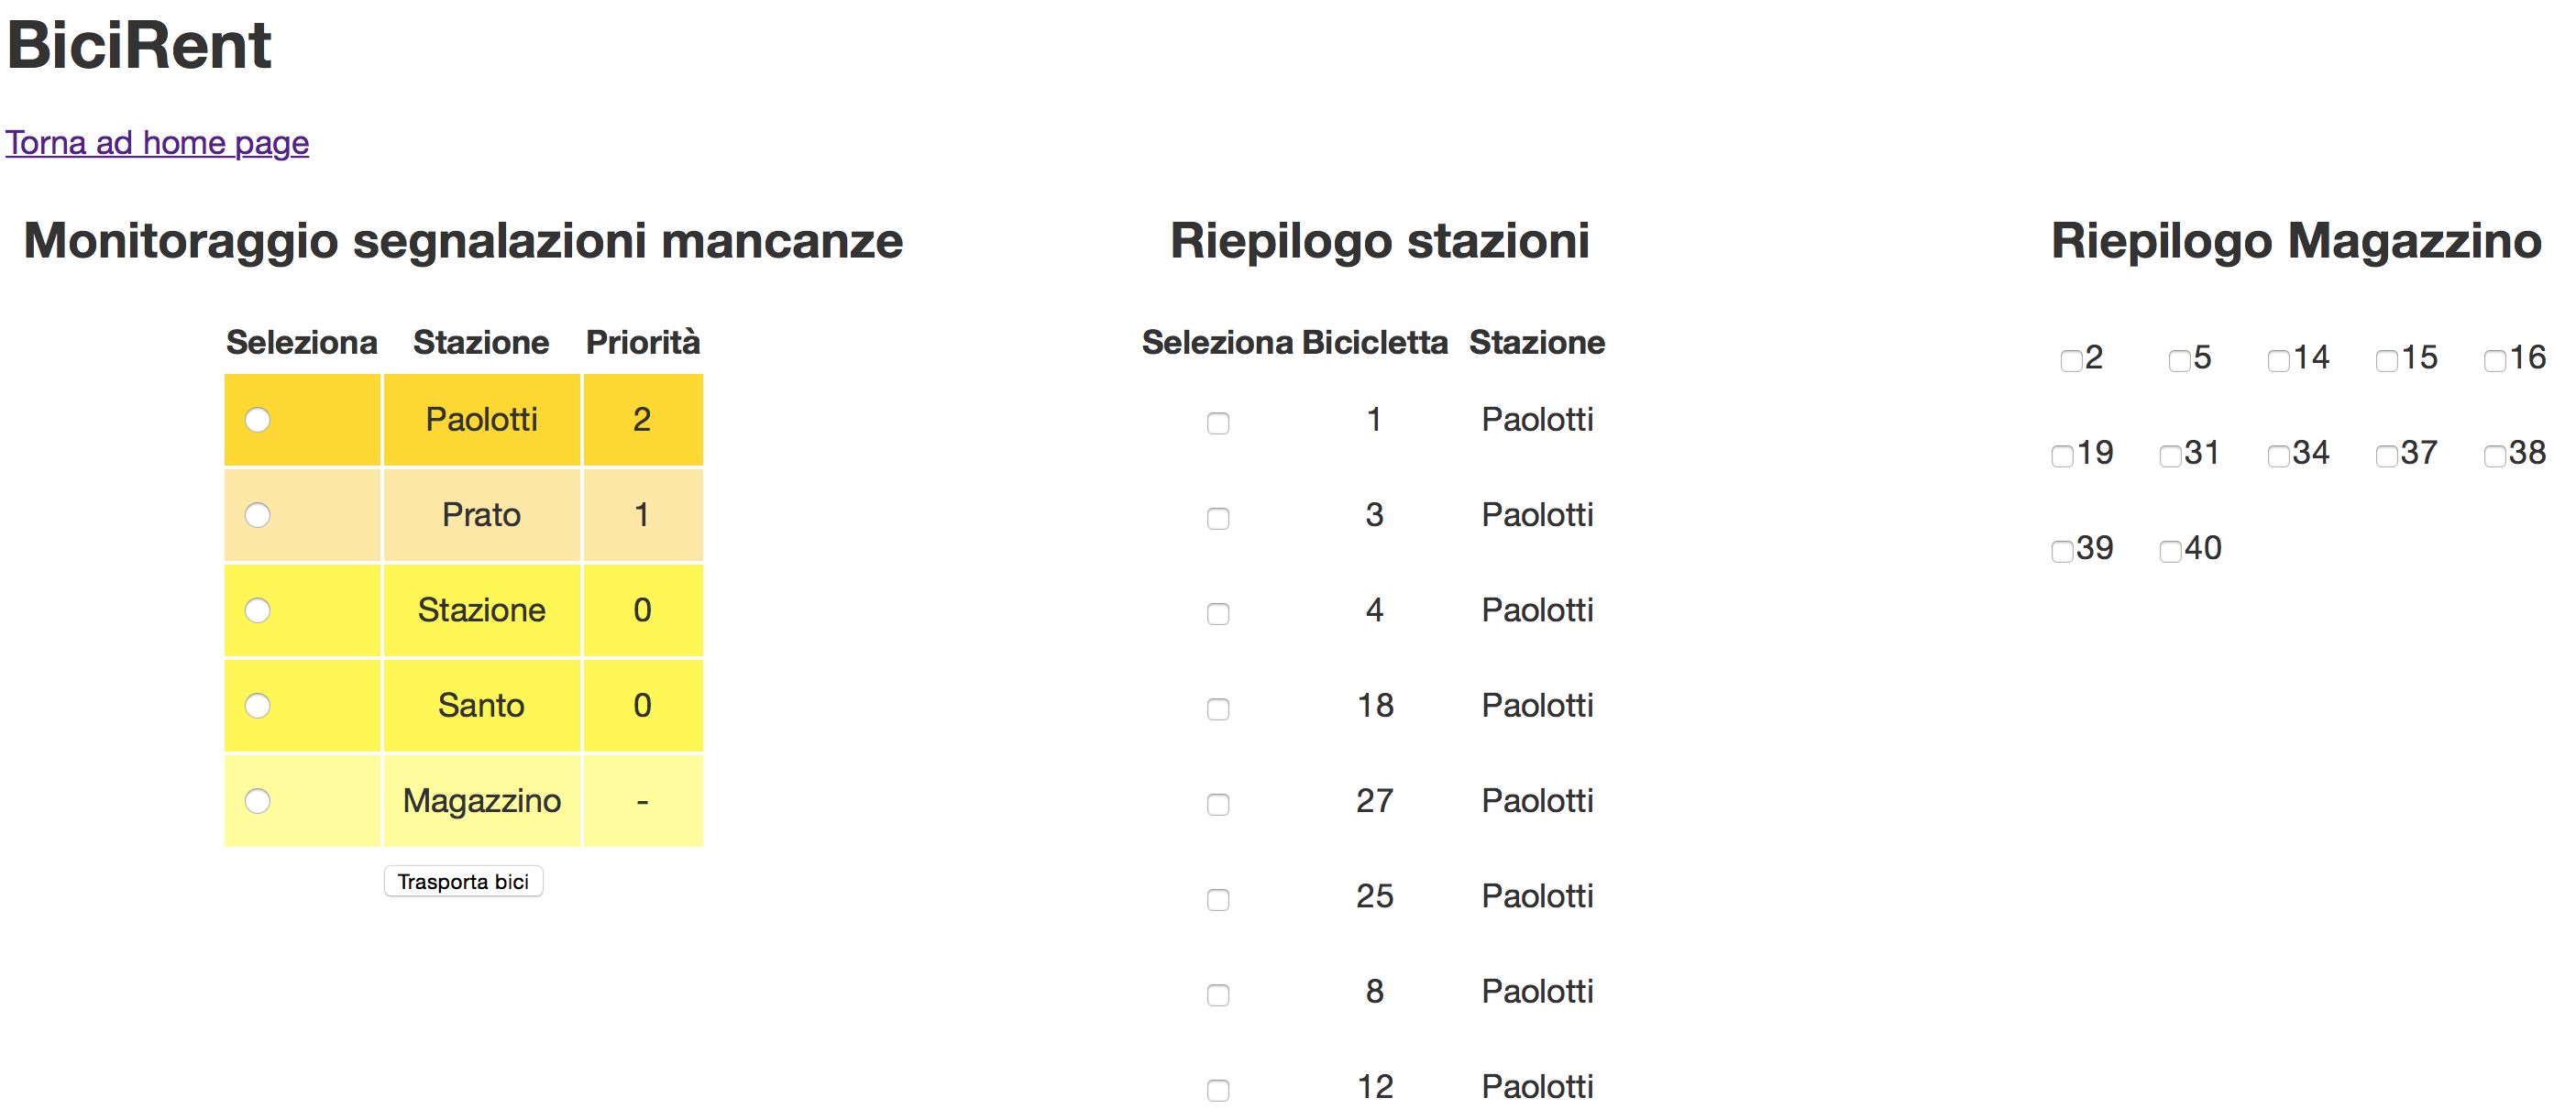 BiciRent
Torna ad home page
Monitoraggio segnalazioni mancanze
Seleziona Stazione Priorità
Paolotti 2
Prato 1
Stazione 0
Santo 0
Magazzino -
Trasporta bici
Riepilogo stazioni
Seleziona Bicicletta Stazione
1 Paolotti
3 Paolotti
4 Paolotti
18 Paolotti
27 Paolotti
25 Paolotti
8 Paolotti
12 Paolotti
Riepilogo Magazzino
2 5 14 15 16
19 31 34 37 38
39 40